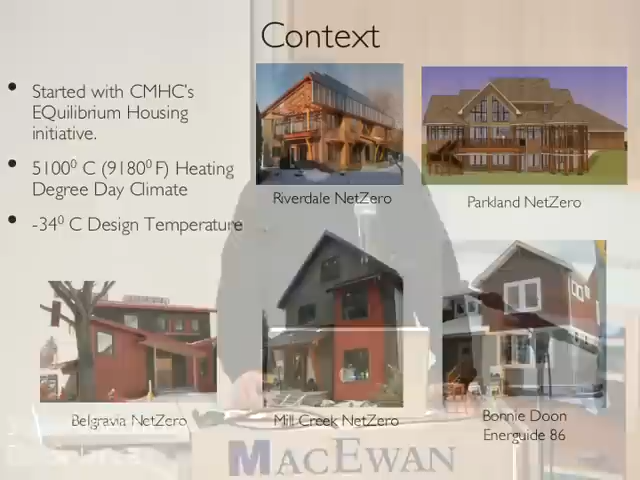 Context
• Started with CMHC's
EQuilibrium Housing
initiative.
• 5100⁰ C (9180⁰ F) Heating
Degree Day Climate
• -34⁰ C Design Temperature
Riverdale NetZero
Parkland NetZero
Belgravia NetZero
Mill Creek NetZero
Bonnie Doon
Energuide 86
MACEWAN